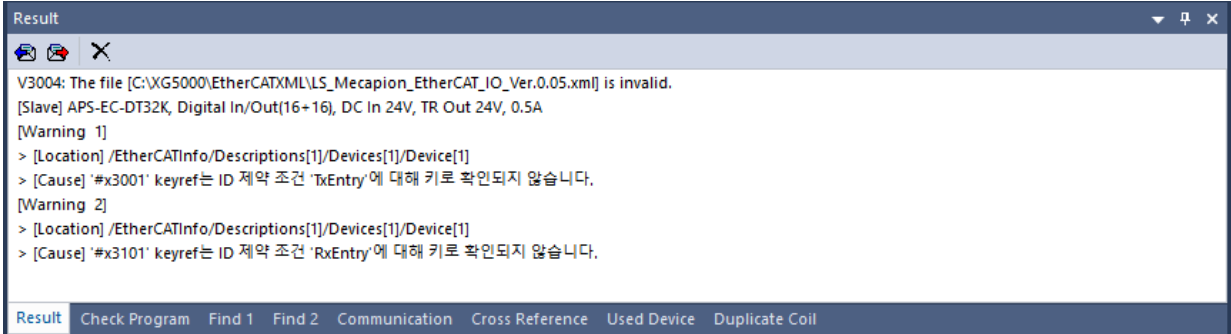 Result
V3004: The file [C:\XG5000\EtherCATXML\LS_Mecapion_EtherCAT_IO_Ver.0.05.xml] is invalid.
[Slave] APS-EC-DT32K, Digital In/Out(16+16), DC In 24V, TR Out 24V, 0.5A
[Warning  1]
> [Location] /EtherCATInfo/Descriptions[1]/Devices[1]/Device[1]
> [Cause] '#x3001' keyref는 ID 제약 조건 'TxEntry'에 대해 키로 확인되지 않습니다.
[Warning  2]
> [Location] /EtherCATInfo/Descriptions[1]/Devices[1]/Device[1]
> [Cause] '#x3101' keyref는 ID 제약 조건 'RxEntry'에 대해 키로 확인되지 않습니다.
Result Check Program Find 1 Find 2 Communication Cross Reference Used Device Duplicate Coil